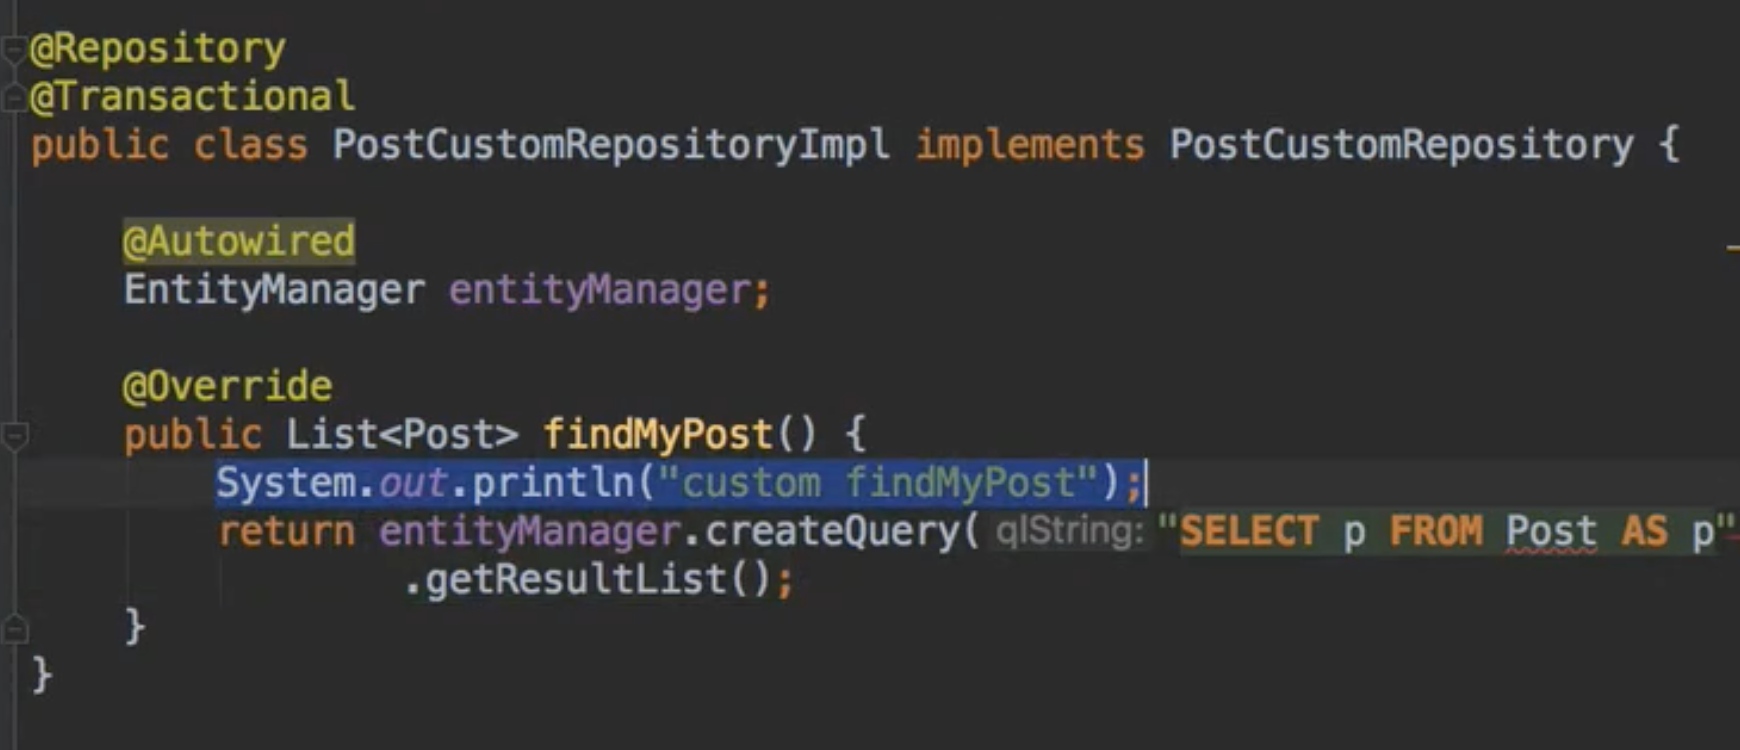 @Repository
@Transactional
public class PostCustomRepositoryImpl implements PostCustomRepository {
@Autowired
EntityManager entityManager;
@Override
public List<Post> findMyPost() {
System.out.println("custom findMyPost");
return entityManager.createQuery( qlString: "SELECT p FROM Post AS p"
.getResultList();
}
}